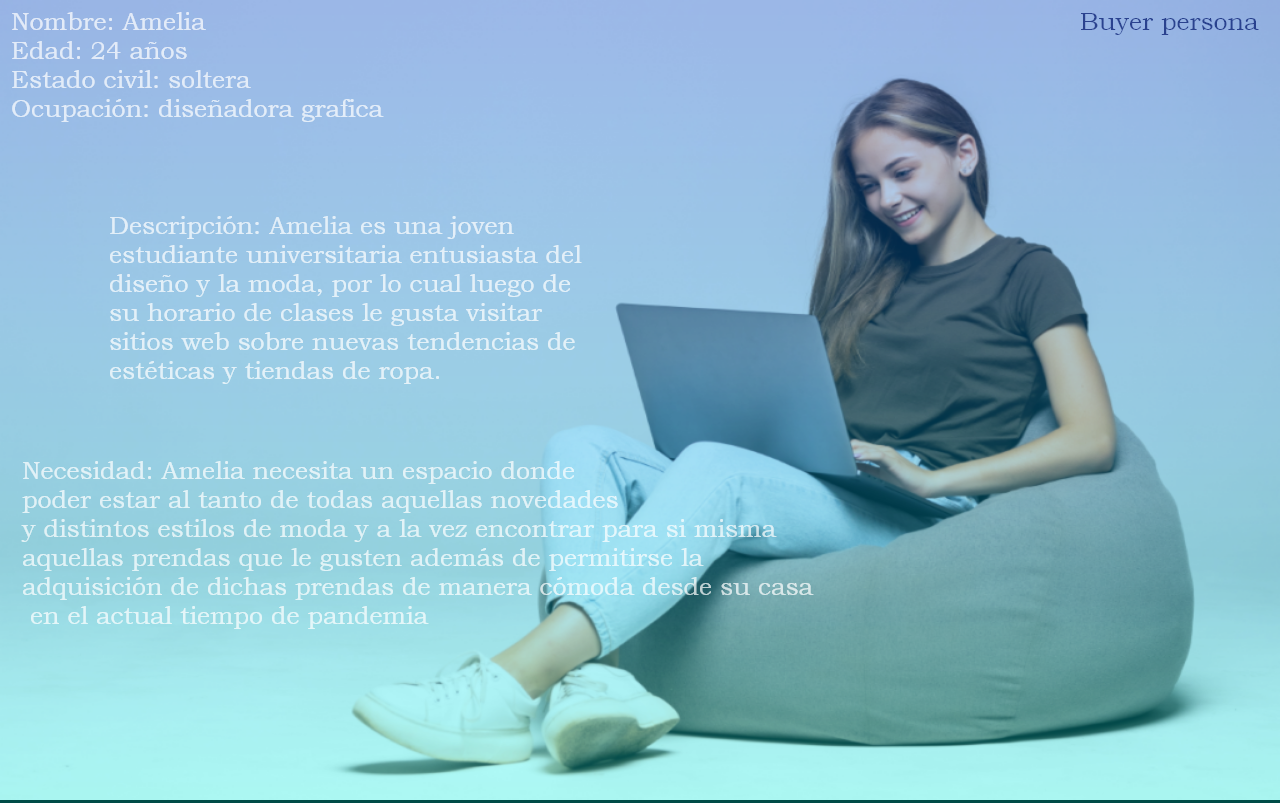 Nombre: Amelia
Edad: 24 años
Estado civil: soltera
Ocupación: diseñadora grafica
Buyer persona
Descripción: Amelia es una joven
estudiante universitaria entusiasta del
diseño y la moda, por lo cual luego de
su horario de clases le gusta visitar
sitios web sobre nuevas tendencias de
estéticas y tiendas de ropa.
Necesidad: Amelia necesita un espacio donde
poder estar al tanto de todas aquellas novedades
y distintos estilos de moda y a la vez encontrar para si misma
aquellas prendas que le gusten además de permitirse la
adquisición de dichas prendas de manera cómoda desde su casa
en el actual tiempo de pandemia